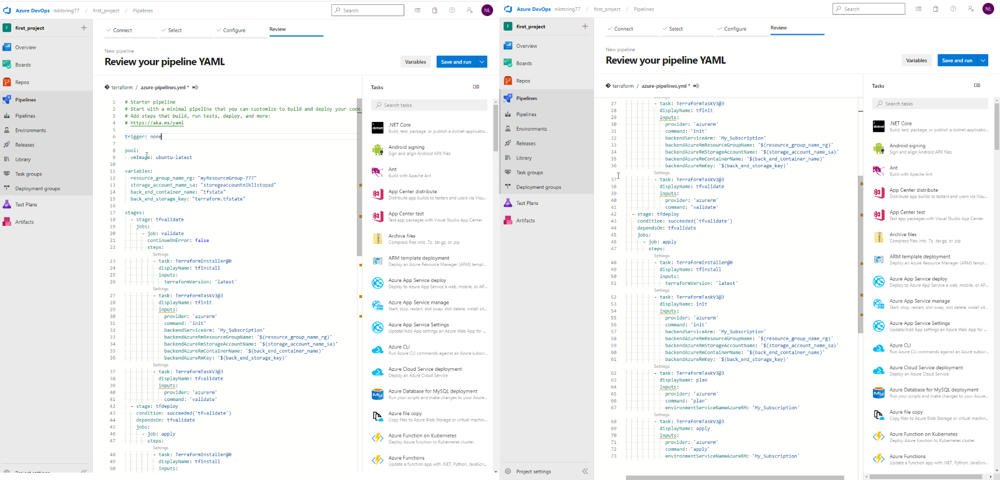 Azure DevOps niktoring77 / first_project / Pipelines
Search
NL
F first_project
Overview
Boards
Repos
Pipelines
Pipelines
Environments
Releases
Library
Task groups
Deployment groups
Test Plans
Artifacts
Connect
Select
Configure
Review
New pipeline
Review your pipeline YAML
Variables
Save and run
terraform / azure-pipelines.yml *
1 # Starter pipeline
2 # Start with a minimal pipeline that you can customize to build and deploy your code.
3 # Add steps that build, run tests, deploy, and more:
4 # https://aka.ms/yaml
5
6 trigger: none
7
8 pool:
9 vmImage: ubuntu-latest
10
11 variables:
12 resource_group_name_rg: "myResourceGroup-777"
13 storage_account_name_sa: "storegeaccountniklistopad"
14 back_end_container_name: "tfstate"
15 back_end_storage_key: "terraform.tfstate"
16
17 stages:
18 - stage: tfvalidate
19 jobs:
20 - job: validate
21 continueOnError: false
22 steps:
Settings
23 - task: TerraformInstaller@0
24 displayName: tfinstall
25 inputs:
26 terraformVersion: 'latest'
Settings
27 - task: TerraformTaskV3@3
28 displayName: tfinit
29 inputs:
30 provider: 'azurerm'
31 command: 'init'
32 backendServiceArm: 'My_Subscription'
33 backendAzureRmResourceGroupName: '$(resource_group_name_rg)'
34 backendAzureRmStorageAccountName: '$(storage_account_name_sa)'
35 backendAzureRmContainerName: '$(back_end_container_name)'
36 backendAzureRmKey: '$(back_end_storage_key)'
Settings
37 - task: TerraformTaskV3@3
38 displayName: tfvalidate
39 inputs:
40 provider: 'azurerm'
41 command: 'validate'
42 - stage: tfdeploy
43 condition: succeeded('tfvalidate')
44 dependsOn: tfvalidate
45 jobs:
46 - job: apply
47 steps:
Settings
48 - task: TerraformInstaller@0
49 displayName: tfinstall
50 inputs:
Tasks
Search tasks
.NET Core
Build, test, package, or publish a dotnet applicatio...
Android signing
Sign and align Android APK files
Ant
Build with Apache Ant
App Center distribute
Distribute app builds to testers and users via Visu...
App Center test
Test app packages with Visual Studio App Center
Archive files
Compress files into .7z, .tar.gz, or .zip
ARM template deployment
Deploy an Azure Resource Manager (ARM) templ...
Azure App Service deploy
Deploy to Azure App Service a web, mobile, or AP...
Azure App Service manage
Start, stop, restart, slot swap, slot delete, install sit...
Azure App Service Settings
Update/Add App settings an Azure Web App for ...
Azure CLI
Run Azure CLI commands against an Azure subscr...
Azure Cloud Service deployment
Deploy an Azure Cloud Service
Azure Database for MySQL deployment
Run your scripts and make changes to your Azure...
Azure file copy
Copy files to Azure Blob Storage or virtual machin...
Azure Function on Kubernetes
Deploy Azure function to Kubernetes cluster.
Azure Functions
Update a function app with .NET, Python, JavaScri...
Azure DevOps niktoring77 / first_project / Pipelines
Search
NL
F first_project
Overview
Boards
Repos
Pipelines
Pipelines
Environments
Releases
Library
Task groups
Deployment groups
Test Plans
Artifacts
Project settings
Connect
Select
Configure
Review
New pipeline
Review your pipeline YAML
Variables
Save and run
terraform / azure-pipelines.yml *
27 - task: TerraformTaskV3@3
28 displayName: tfinit
29 inputs:
30 provider: 'azurerm'
31 command: 'init'
32 backendServiceArm: 'My_Subscription'
33 backendAzureRmResourceGroupName: '$(resource_group_name_rg)'
34 backendAzureRmStorageAccountName: '$(storage_account_name_sa)'
35 backendAzureRmContainerName: '$(back_end_container_name)'
36 backendAzureRmKey: '$(back_end_storage_key)'
Settings
37 - task: TerraformTaskV3@3
38 displayName: tfvalidate
39 inputs:
40 provider: 'azurerm'
41 command: 'validate'
42 - stage: tfdeploy
43 condition: succeeded('tfvalidate')
44 dependsOn: tfvalidate
45 jobs:
46 - job: apply
47 steps:
Settings
48 - task: TerraformInstaller@0
49 displayName: tfinstall
50 inputs:
51 terraformVersion: 'latest'
Settings
52 - task: TerraformTaskV3@3
53 displayName: init
54 inputs:
55 provider: 'azurerm'
56 command: 'init'
57 backendServiceArm: 'My_Subscription'
58 backendAzureRmResourceGroupName: '$(resource_group_name_rg)'
59 backendAzureRmStorageAccountName: '$(storage_account_name_sa)'
60 backendAzureRmContainerName: '$(back_end_container_name)'
61 backendAzureRmKey: '$(back_end_storage_key)'
Settings
62 - task: TerraformTaskV3@3
63 displayName: plan
64 inputs:
65 provider: 'azurerm'
66 command: 'plan'
67 environmentServiceNameAzureRM: 'My_Subscription'
Settings
68 - task: TerraformTaskV3@3
69 displayName: apply
70 inputs:
71 provider: 'azurerm'
72 command: 'apply'
73 environmentServiceNameAzureRM: 'My_Subscription'
Tasks
Search tasks
.NET Core
Build, test, package, or publish a dotnet applicatio...
Android signing
Sign and align Android APK files
Ant
Build with Apache Ant
App Center distribute
Distribute app builds to testers and users via Visu...
App Center test
Test app packages with Visual Studio App Center
Archive files
Compress files into .7z, .tar.gz, or .zip
ARM template deployment
Deploy an Azure Resource Manager (ARM) templ...
Azure App Service deploy
Deploy to Azure App Service a web, mobile, or AP...
Azure App Service manage
Start, stop, restart, slot swap, slot delete, install sit...
Azure App Service Settings
Update/Add App settings an Azure Web App for ...
Azure CLI
Run Azure CLI commands against an Azure subscr...
Azure Cloud Service deployment
Deploy an Azure Cloud Service
Azure Database for MySQL deployment
Run your scripts and make changes to your Azure...
Azure file copy
Copy files to Azure Blob Storage or virtual machin...
Azure Function on Kubernetes
Deploy Azure function to Kubernetes cluster.
Azure Functions
Update a function app with .NET, Python, JavaScri...